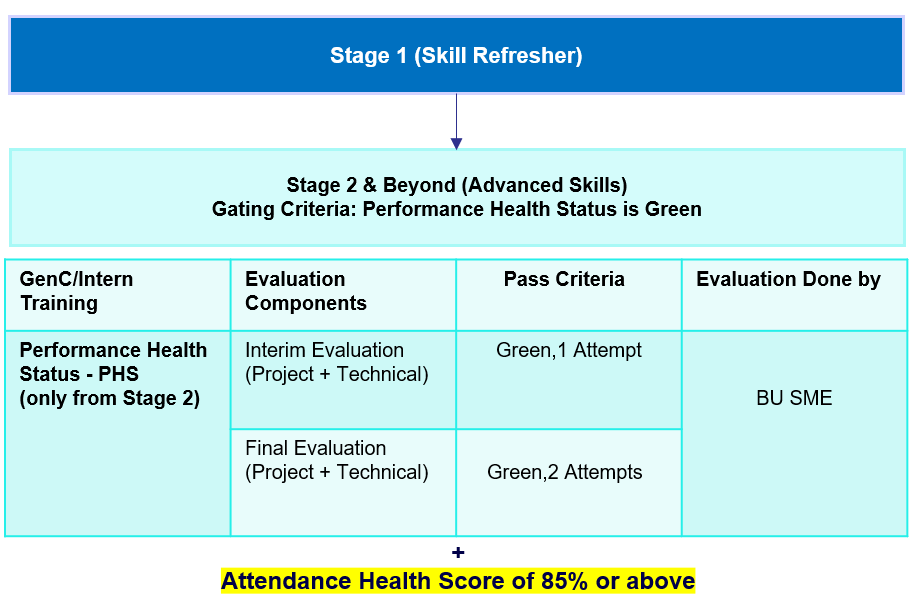 Stage 1 (Skill Refresher)
Stage 2 & Beyond (Advanced Skills)
Gating Criteria: Performance Health Status is Green
GenC/Intern
Training
Evaluation
Components
Pass Criteria
Evaluation Done by
Performance Health
Status - PHS
(only from Stage 2)
Interim Evaluation
(Project + Technical)
Green,1 Attempt
BU SME
Final Evaluation
(Project + Technical)
Green,2 Attempts
+
Attendance Health Score of 85% or above